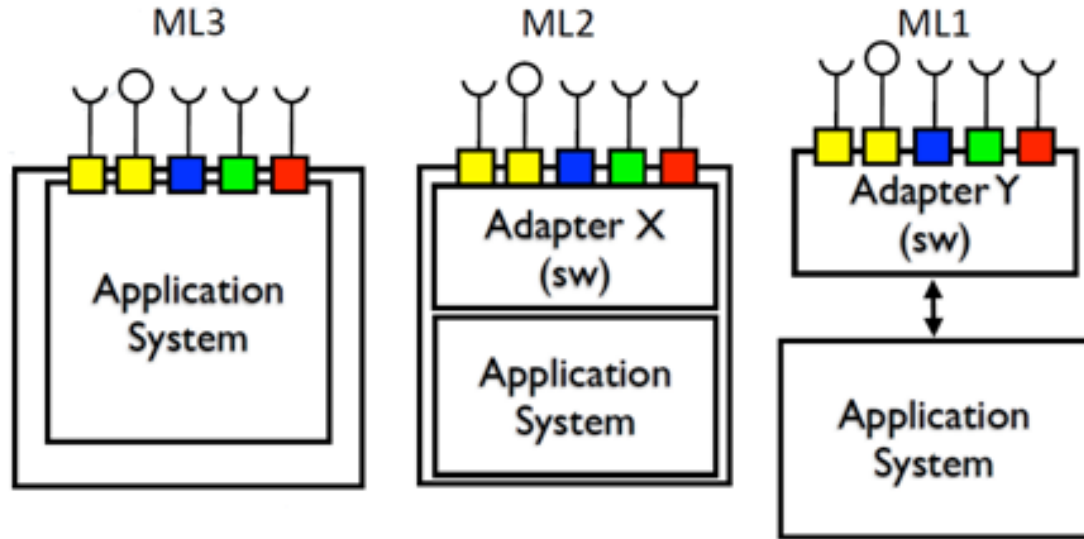 ML3
ML2
ML1
Application
System
Adapter X
(sw)
Application
System
Adapter Y
(sw)
Application
System